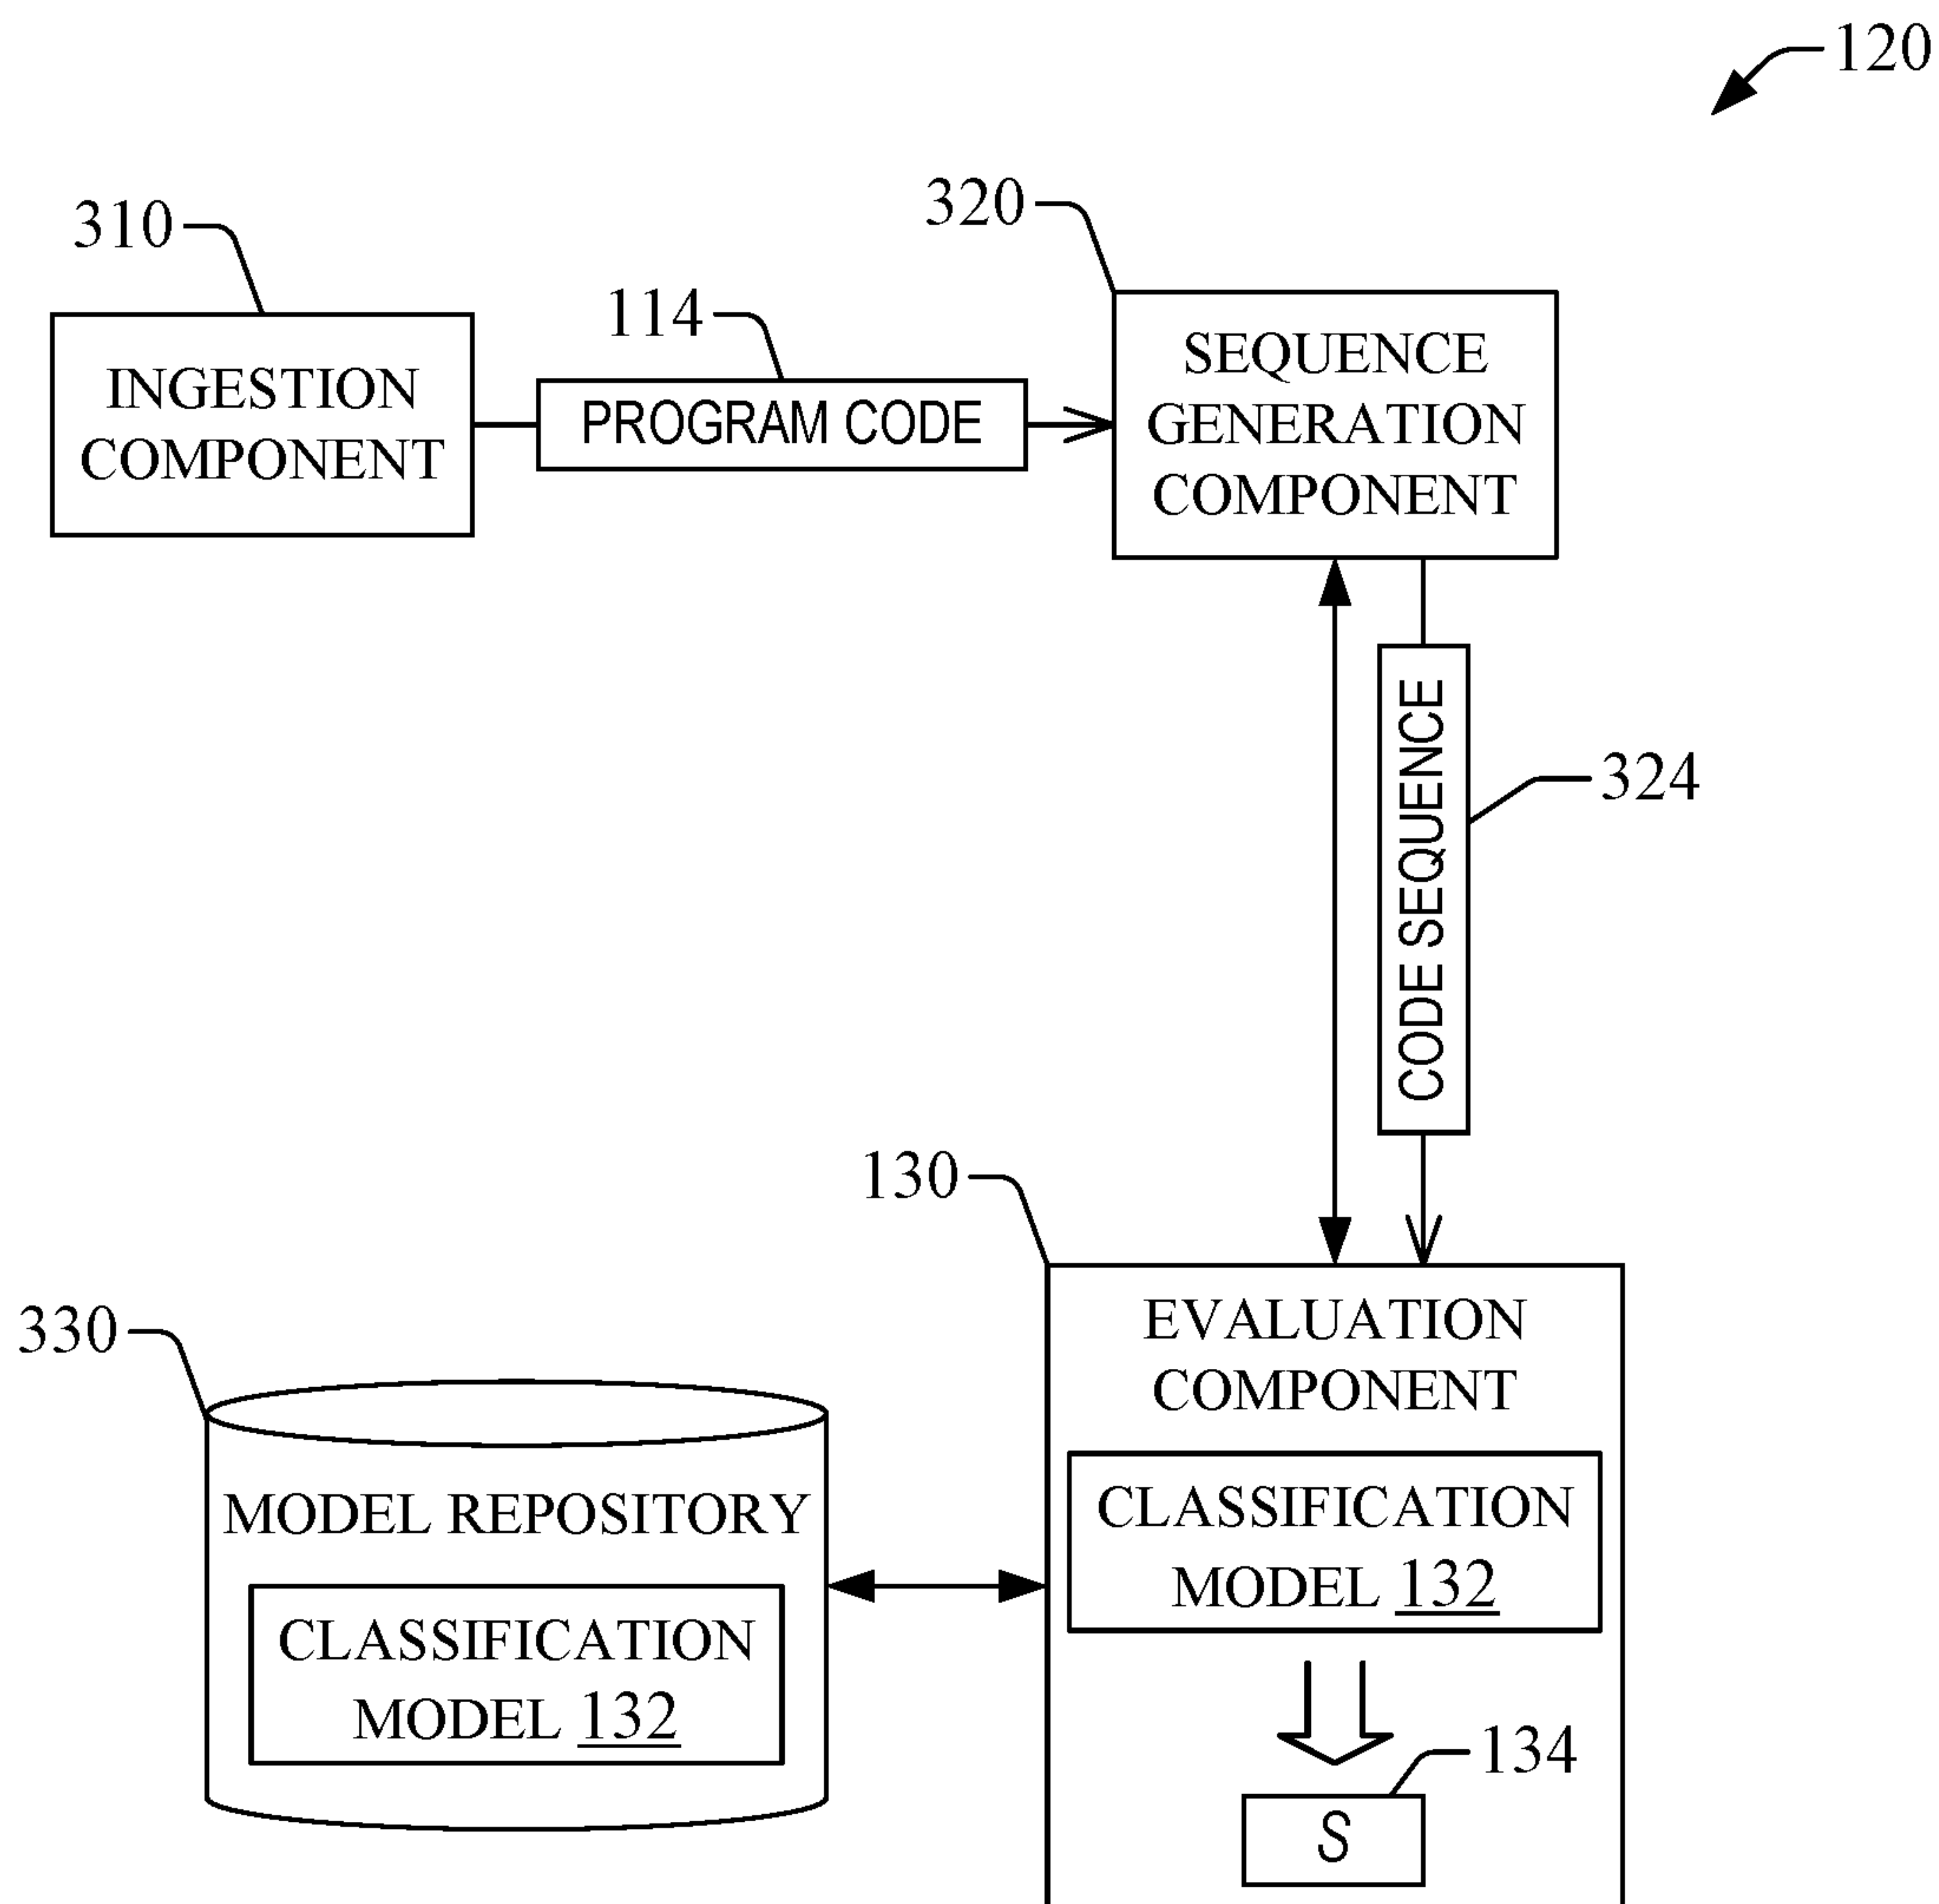 120
310
320
114
INGESTION
COMPONENT
PROGRAM CODE
SEQUENCE
GENERATION
COMPONENT
CODE SEQUENCE
324
130
330
EVALUATION
COMPONENT
CLASSIFICATION
MODEL 132
MODEL REPOSITORY
CLASSIFICATION
MODEL 132
134
S